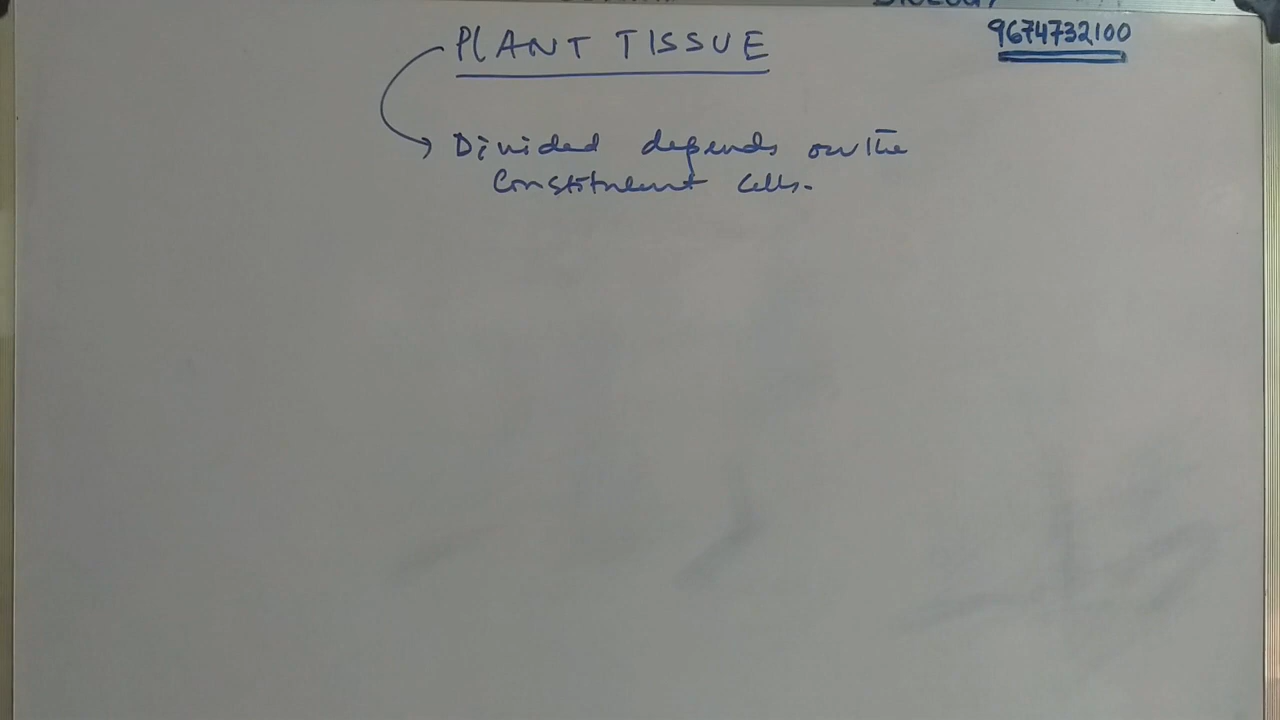 PLANT TISSUE
9674732100
Divided depends on the
Constituent Cells.